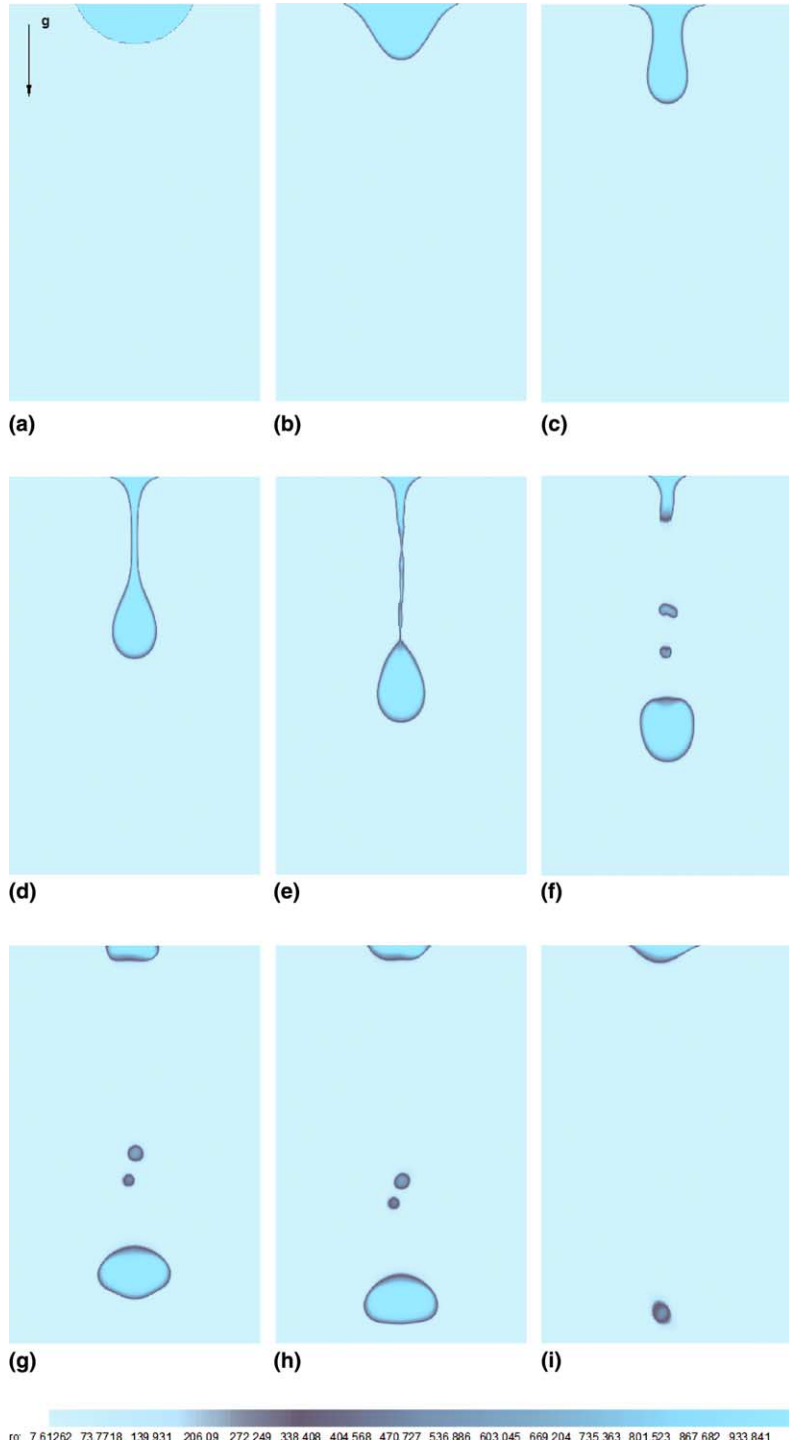 g
(a)
(b)
(c)
(d)
(e)
(f)
(g)
(h)
(i)
ro: 7.61262 73.7718 139.931 206.09 272.249 338.408 404.568 470.727 536.886 603.045 669.204 735.363 801.523 867.682 933.841